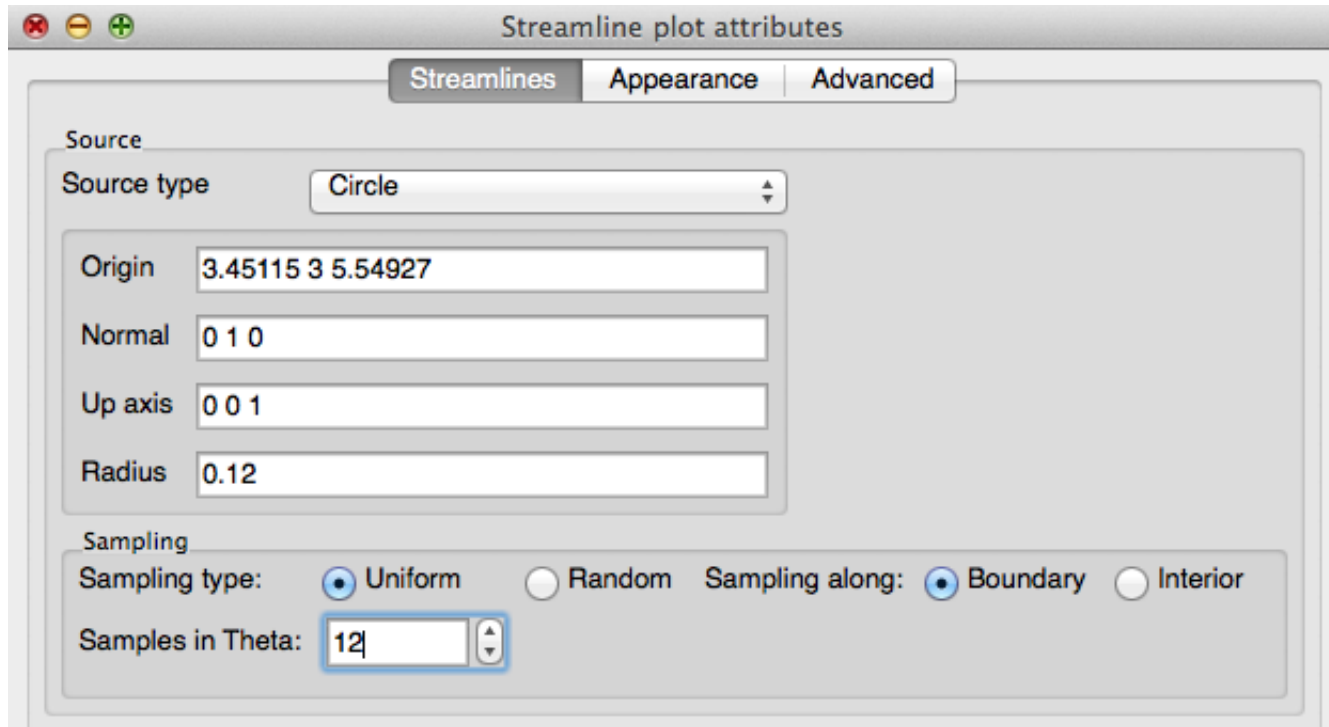 Streamline plot attributes
Streamlines Appearance Advanced
Source
Source type Circle
Origin 3.45115 3 5.54927
Normal 0 1 0
Up axis 0 0 1
Radius 0.12
Sampling
Sampling type: Uniform Random Sampling along: Boundary Interior
Samples in Theta: 12